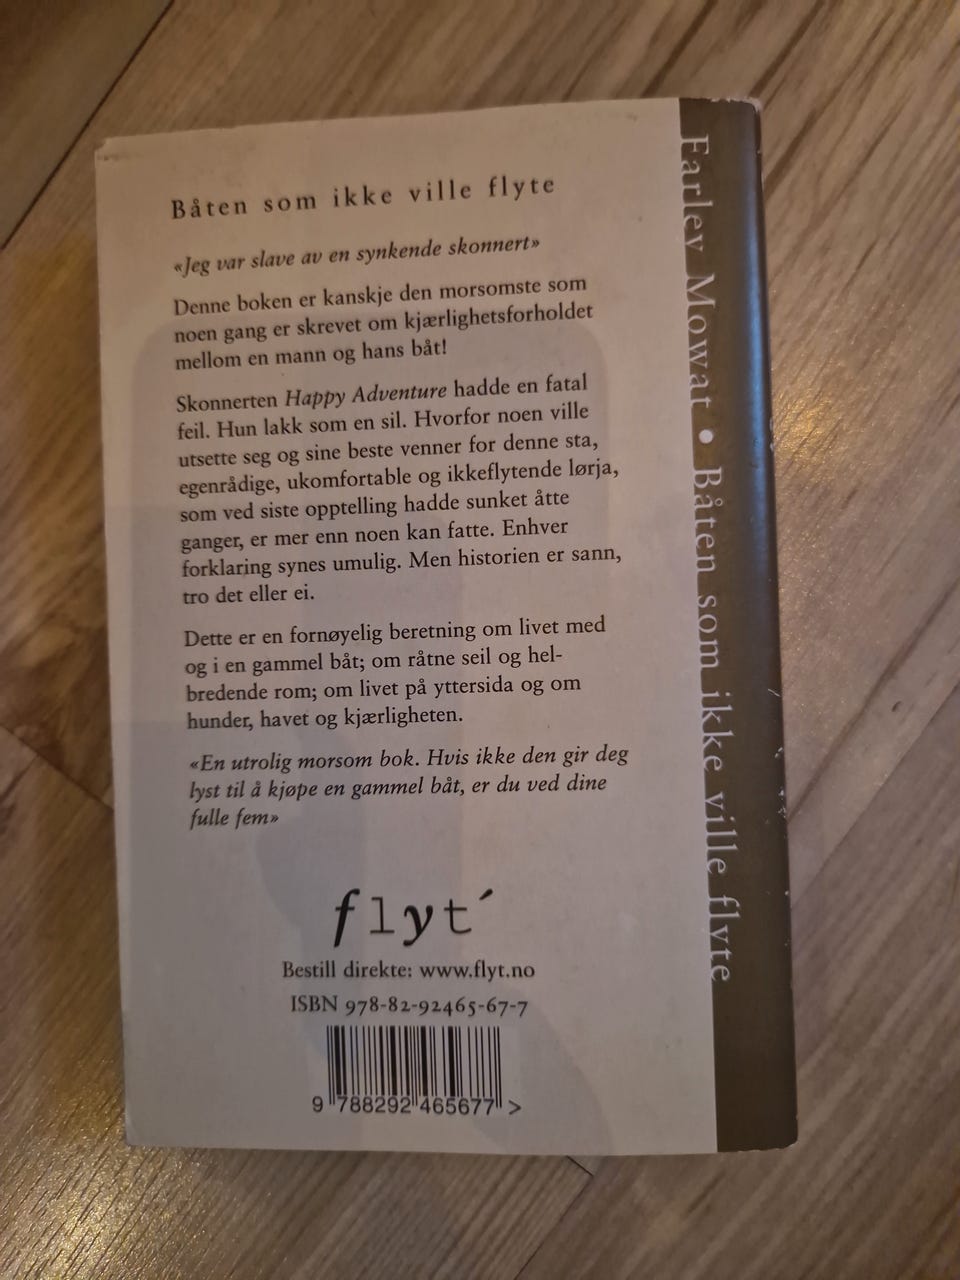 Båten som ikke ville flyte
«Jeg var slave av en synkende skonnert»
Denne boken er kanskje den morsomste som
noen gang er skrevet om kjærlighetsforholdet
mellom en mann og hans båt!
Skonnerten Happy Adventure hadde en fatal
feil. Hun lakk som en sil. Hvorfor noen ville
utsette seg og sine beste venner for denne sta,
egenrådige, ukomfortable og ikkeflytende lørja,
som ved siste opptelling hadde sunket åtte
ganger, er mer enn noen kan fatte. Enhver
forklaring synes umulig. Men historien er sann,
tro det eller ei.
Dette er en fornøyelig beretning om livet med
og i en gammel båt; om råtne seil og hel-
bredende rom; om livet på yttersida og om
hunder, havet og kjærligheten.
«En utrolig morsom bok. Hvis ikke den gir deg
lyst til å kjøpe en gammel båt, er du ved dine
fulle fem»
flyt´
Bestill direkte: www.flyt.no
ISBN 978-82-92465-67-7
9 788292 465677 >
Farley Mowat • Båten som ikke ville flyte